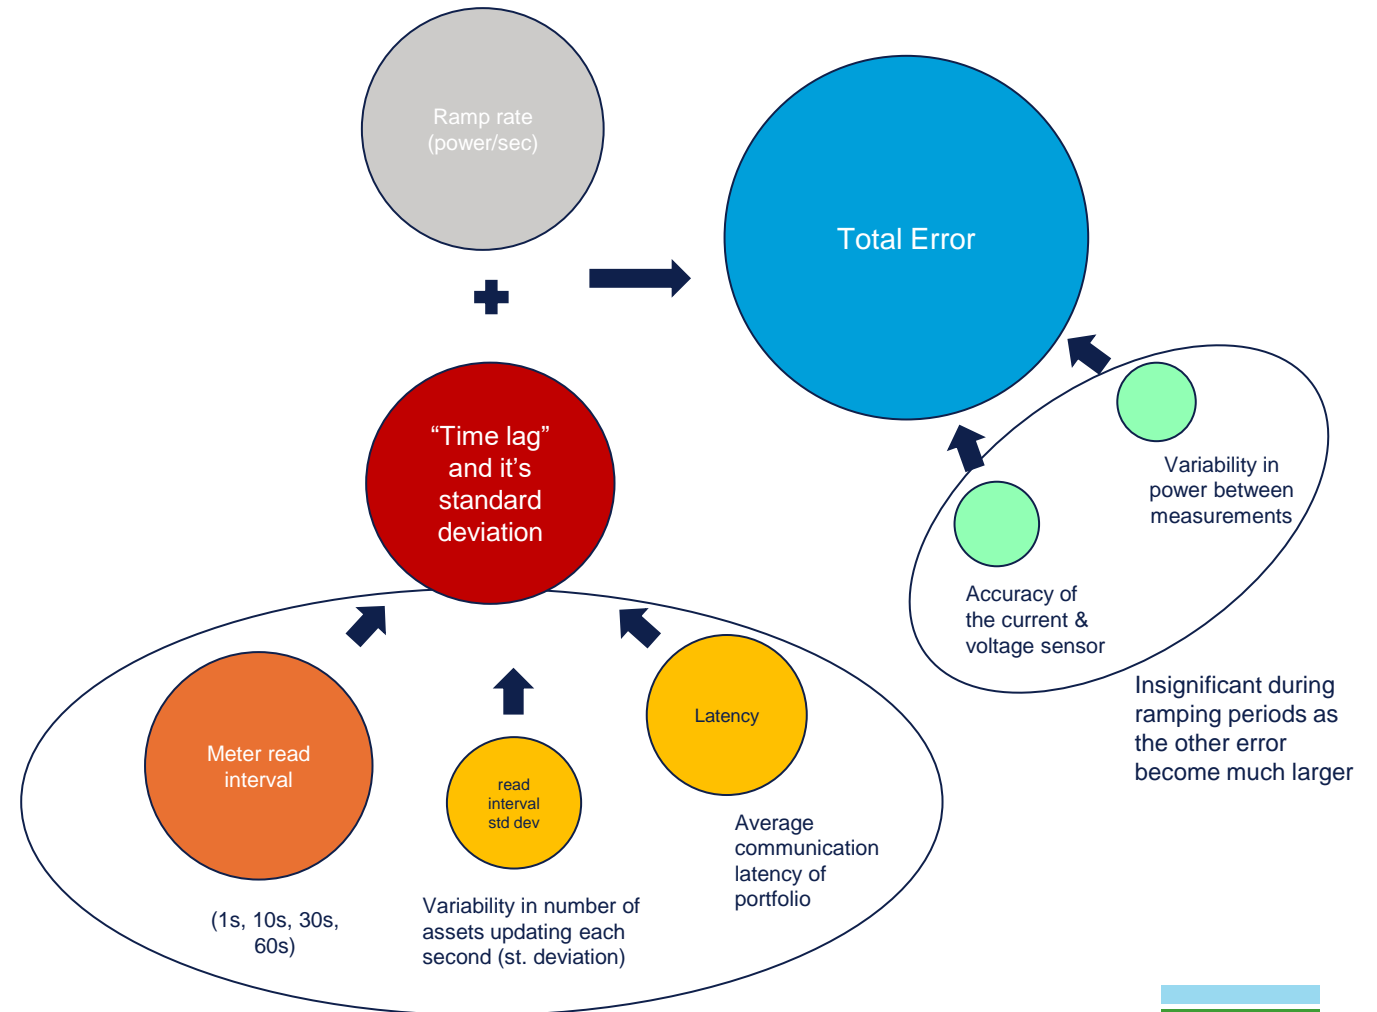 Ramp rate
(power/sec)
Total Error
“Time lag”
and it’s
standard
deviation
Variability in
power between
measurements
Accuracy of
the current &
voltage sensor
Insignificant during
ramping periods as
the other error
become much larger
Meter read
interval
read
interval
std dev
Latency
(1s, 10s, 30s,
60s)
Variability in number of
assets updating each
second (st. deviation)
Average
communication
latency of
portfolio